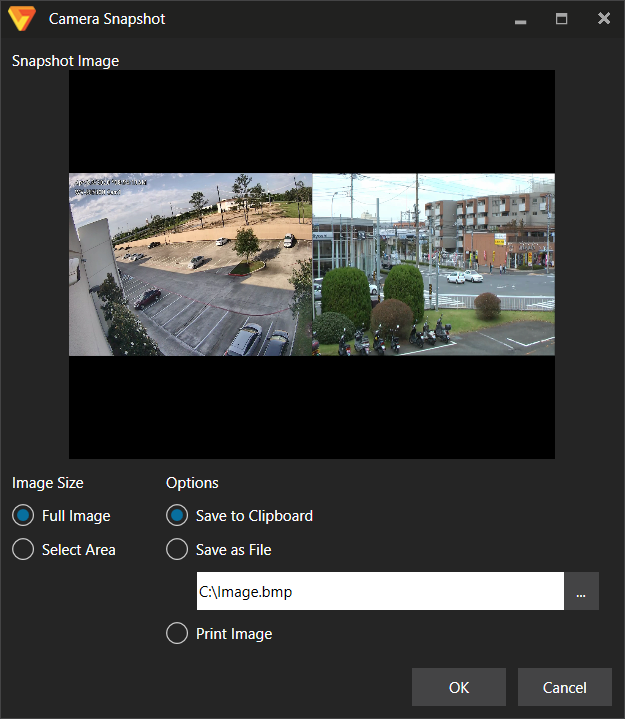 Camera Snapshot
Snapshot Image
Image Size
Options
Full Image
Save to Clipboard
Select Area
Save as File
C:\Image.bmp
...
Print Image
OK
Cancel